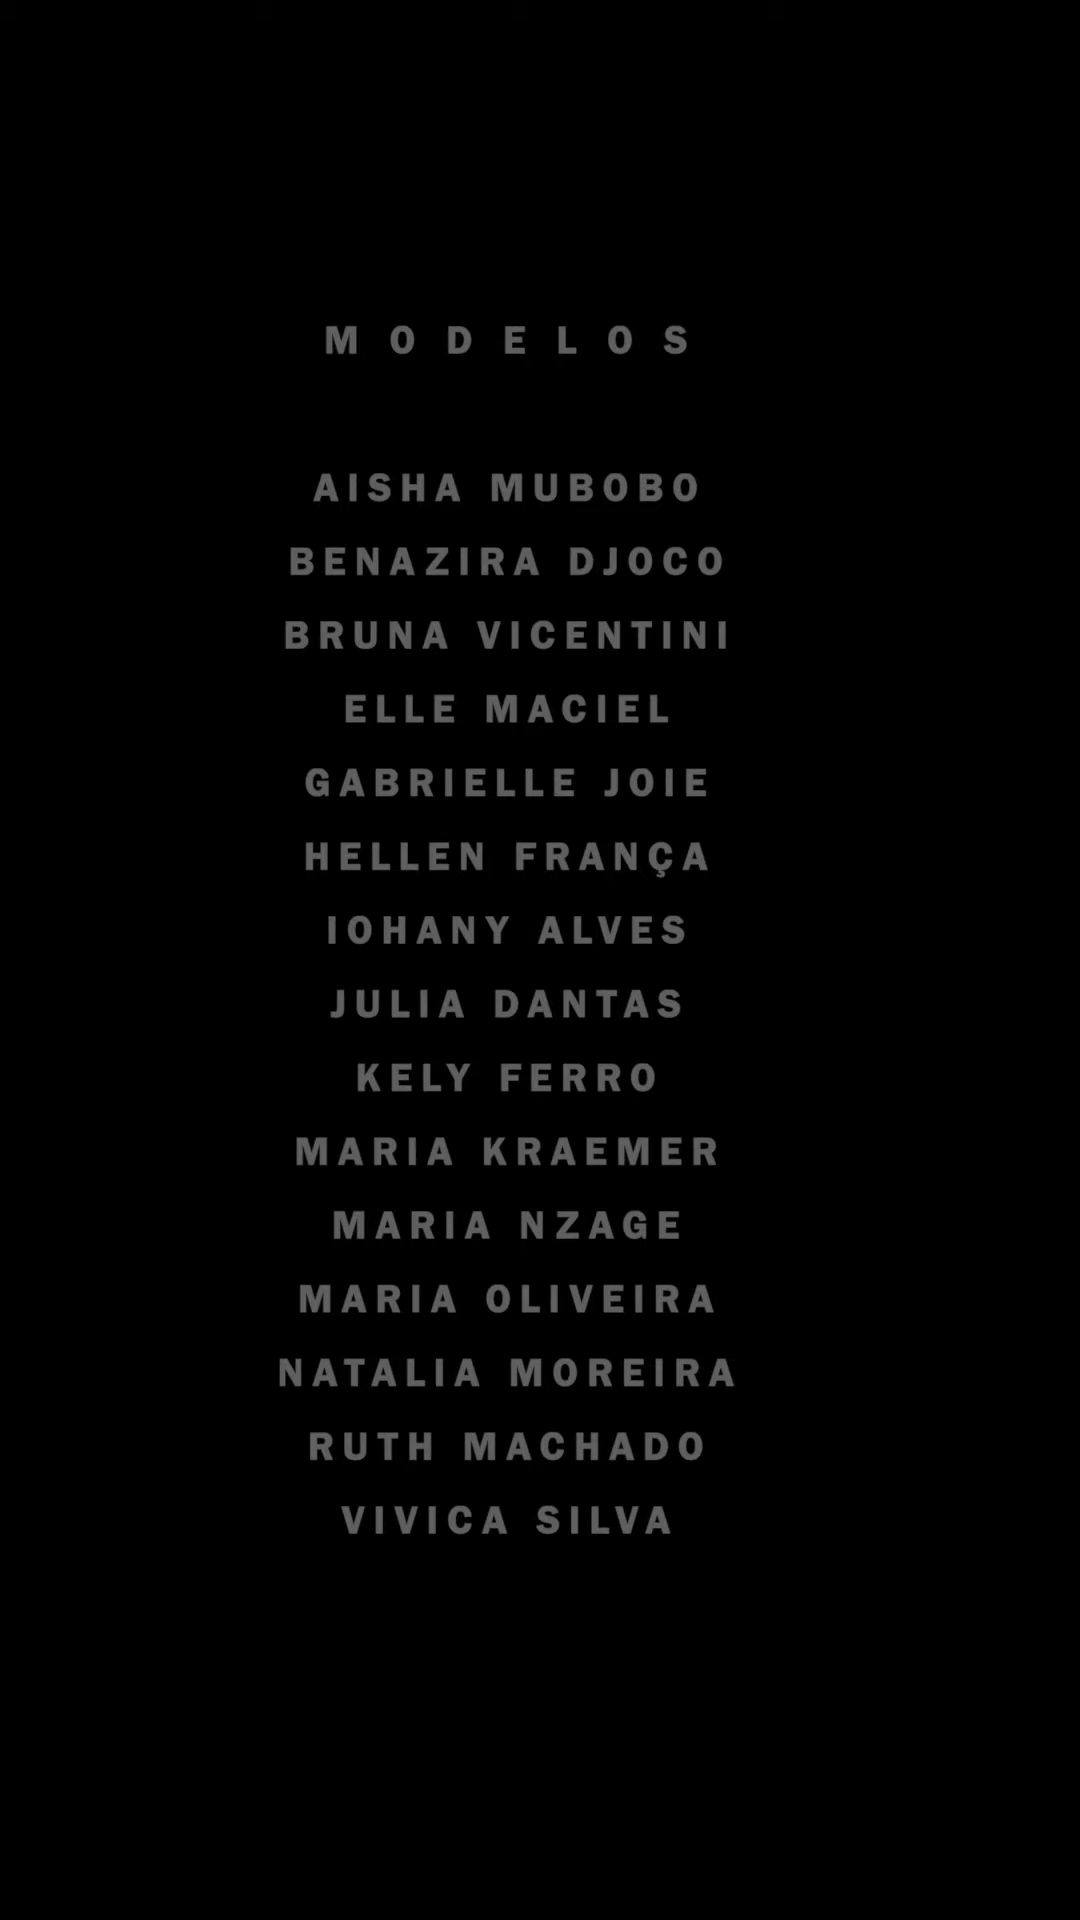 MODELOS
AISHA MUBOBO
BENAZIRA DJOCO
BRUNA VICENTINI
ELLE MACIEL
GABRIELLE JOIE
HELLEN FRANÇA
IOHANY ALVES
JULIA DANTAS
KELY FERRO
MARIA KRAEMER
MARIA NZAGE
MARIA OLIVEIRA
NATALIA MOREIRA
RUTH MACHADO
VIVICA SILVA